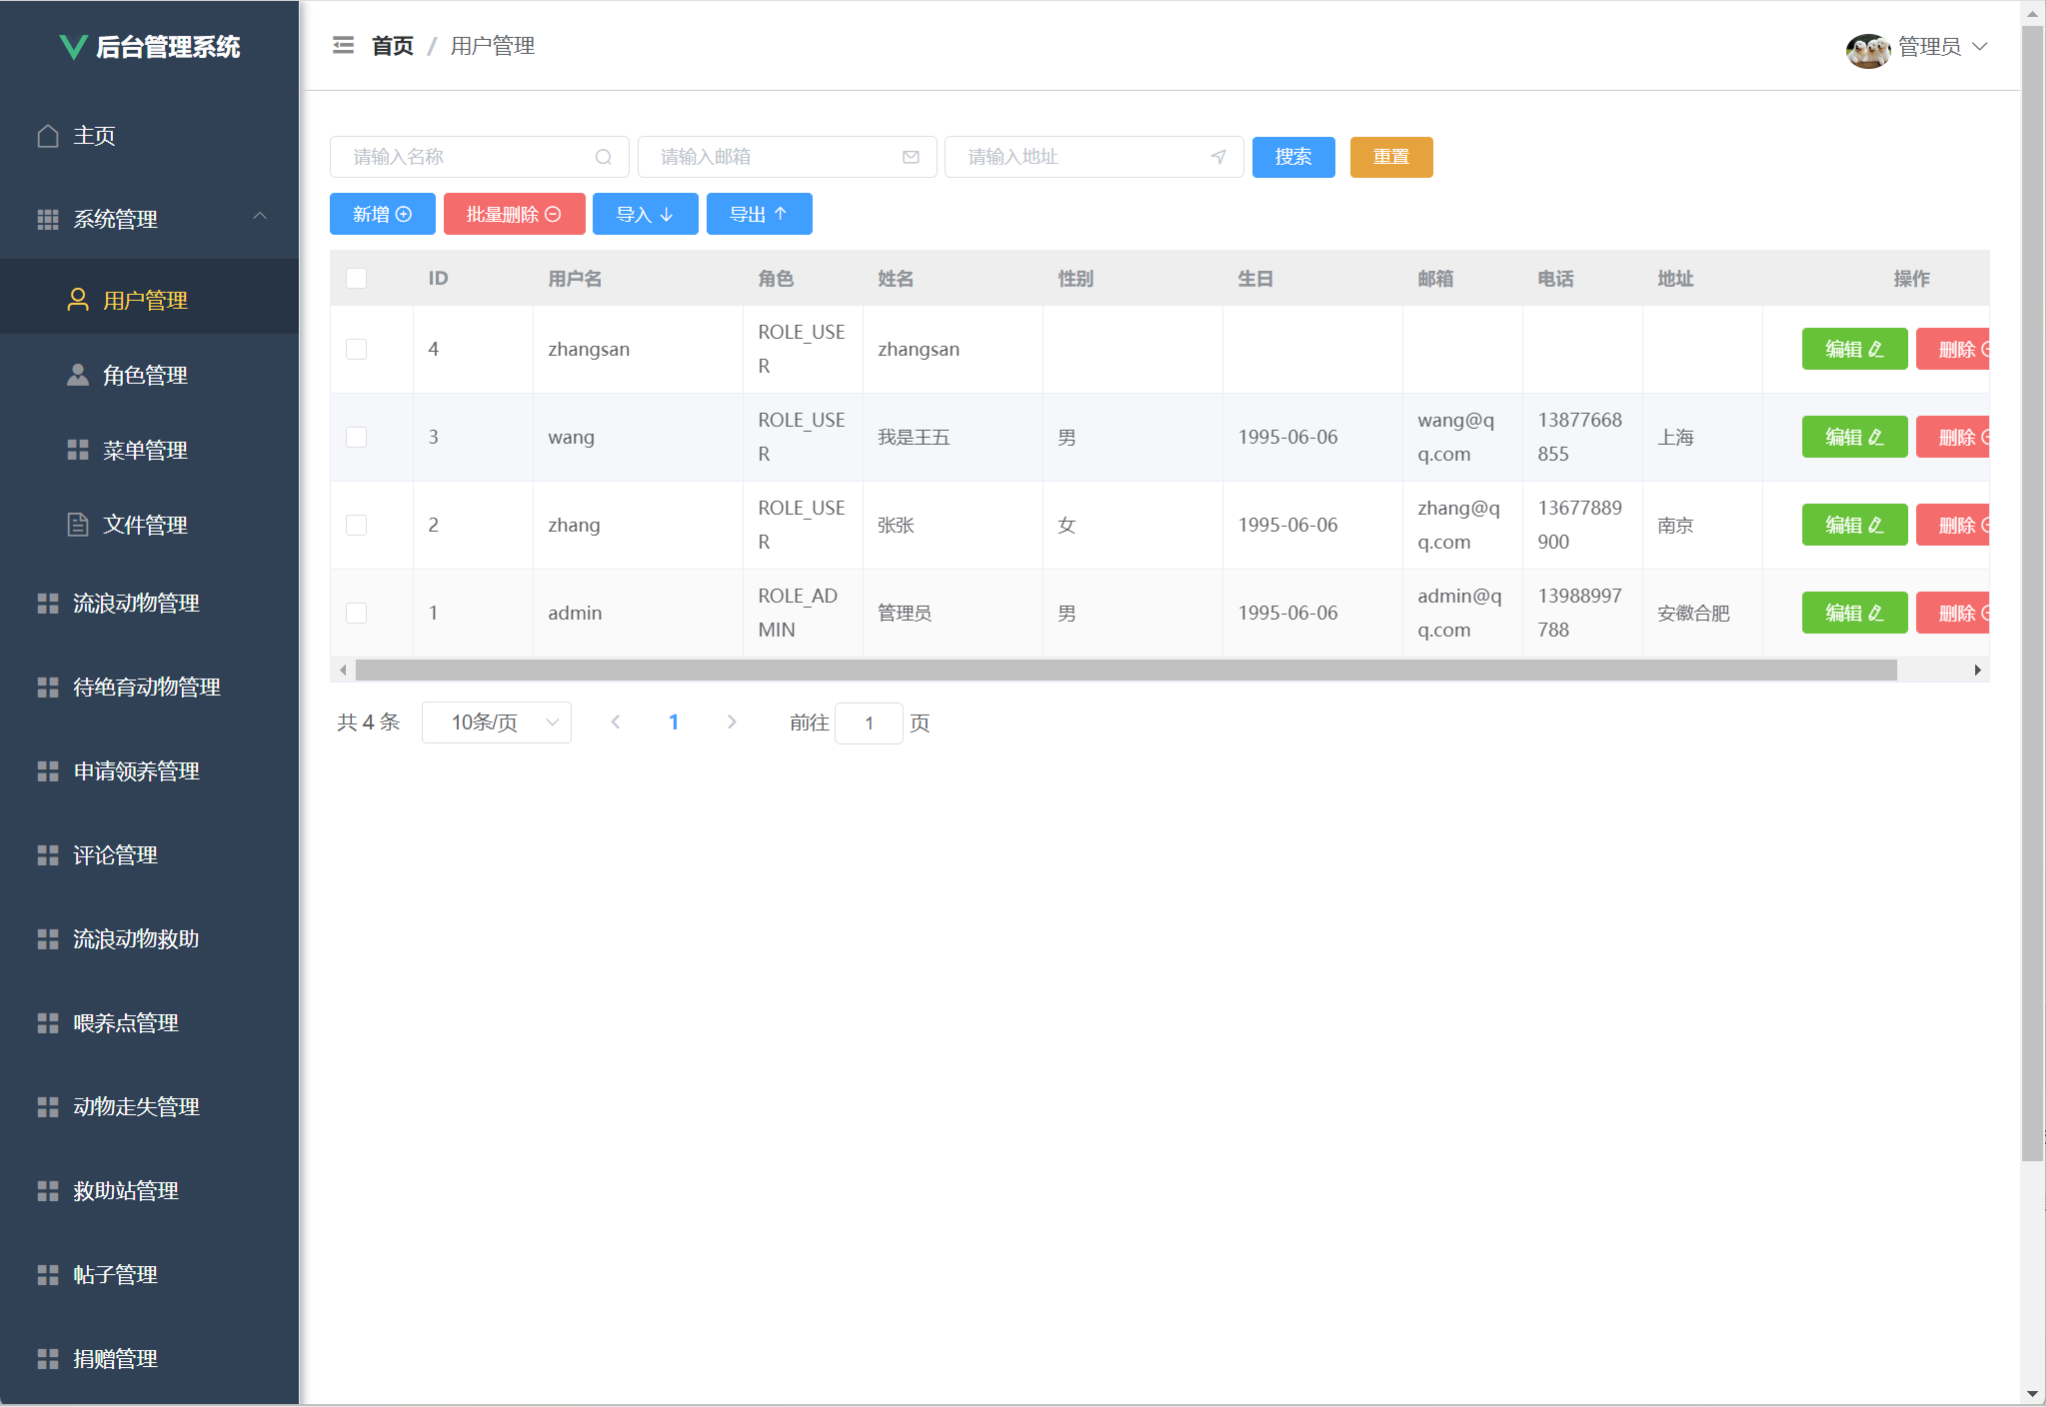 后台管理系统
首页 / 用户管理
管理员
主页
系统管理
用户管理
角色管理
菜单管理
文件管理
流浪动物管理
待绝育动物管理
申请领养管理
评论管理
流浪动物救助
喂养点管理
动物走失管理
救助站管理
帖子管理
捐赠管理
请输入名称 请输入邮箱 请输入地址 搜索 重置
新增 批量删除 导入 导出
ID 用户名 角色 姓名 性别 生日 邮箱 电话 地址 操作
4 zhangsan ROLE_USE
R zhangsan 编辑 删除
3 wang ROLE_USE
R 我是王五 男 1995-06-06 wang@q
q.com 13877668
855 上海 编辑 删除
2 zhang ROLE_USE
R 张张 女 1995-06-06 zhang@q
q.com 13677889
900 南京 编辑 删除
1 admin ROLE_AD
MIN 管理员 男 1995-06-06 admin@q
q.com 13988997
788 安徽合肥 编辑 删除
共 4 条 10条/页 1 前往 1 页